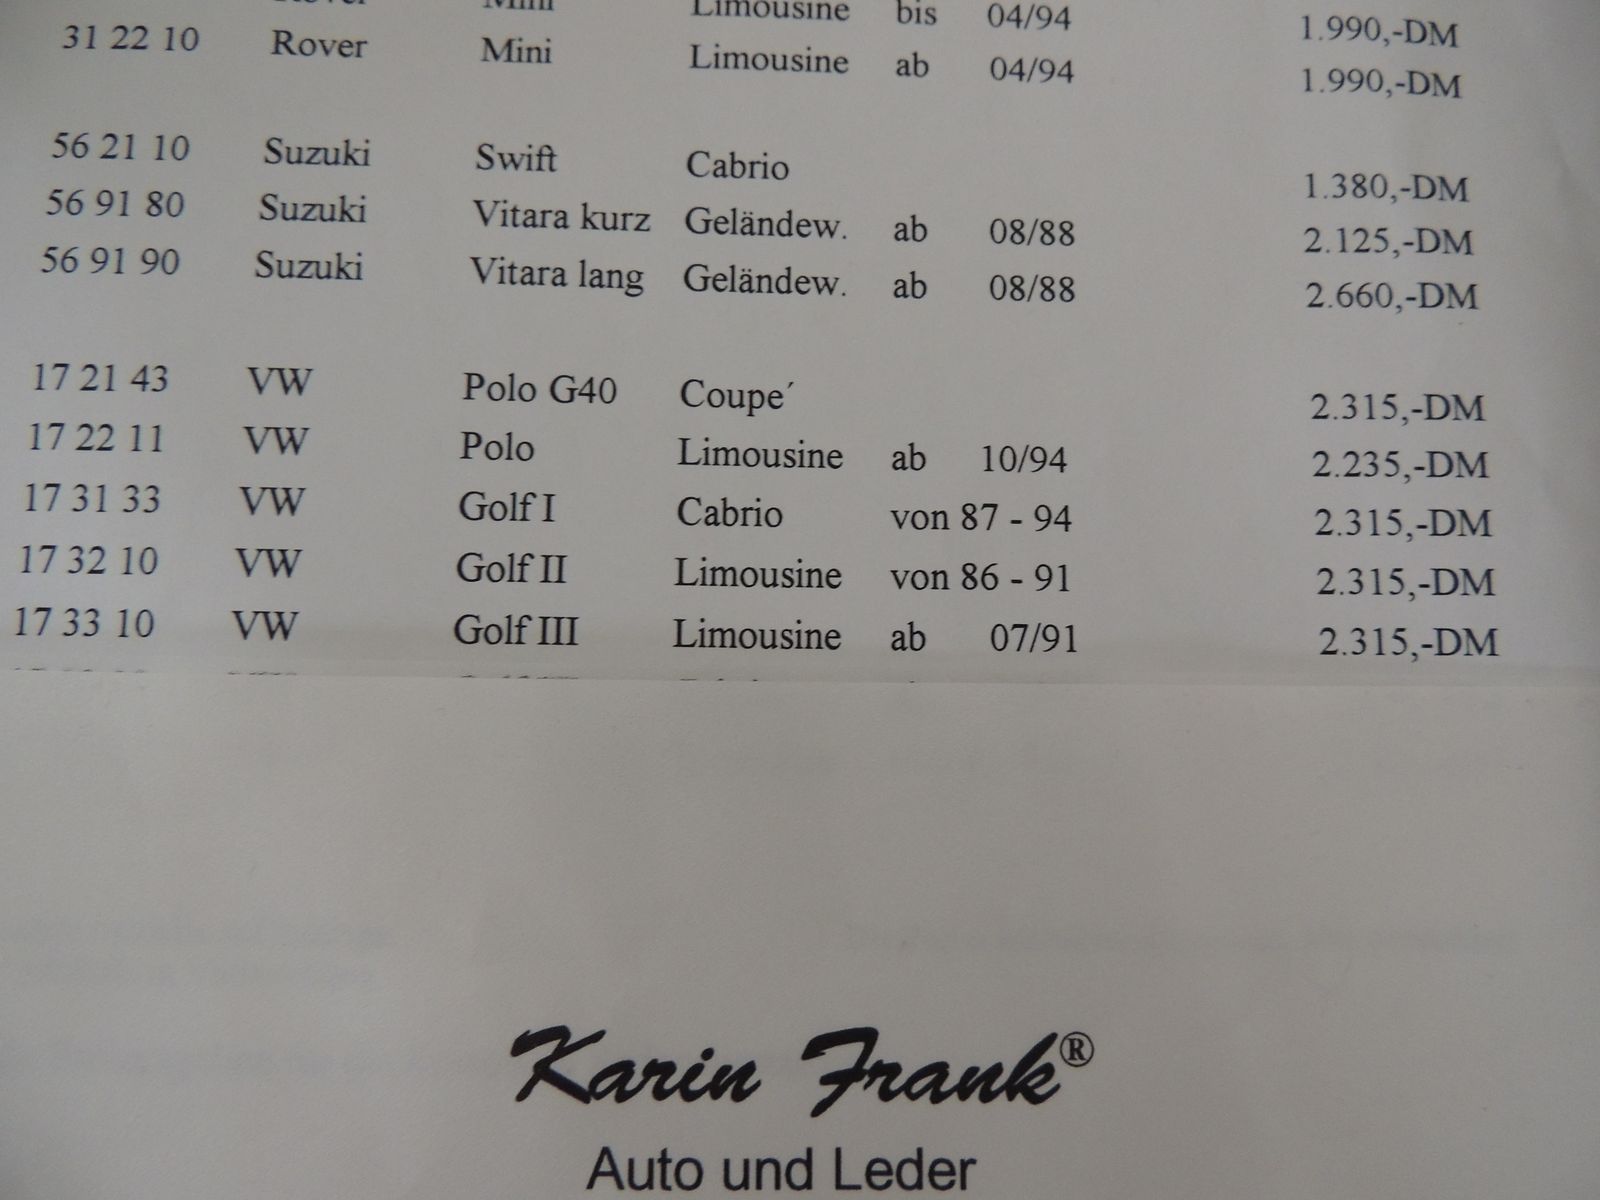 Rover Mini Limousine bis 04/94 1.990,-DM
31 22 10 Rover Mini Limousine ab 04/94 1.990,-DM
56 21 10 Suzuki Swift Cabrio 1.380,-DM
56 91 80 Suzuki Vitara kurz Geländew. ab 08/88 2.125,-DM
56 91 90 Suzuki Vitara lang Geländew. ab 08/88 2.660,-DM
17 21 43 VW Polo G40 Coupe´ 2.315,-DM
17 22 11 VW Polo Limousine ab 10/94 2.235,-DM
17 31 33 VW Golf I Cabrio von 87 - 94 2.315,-DM
17 32 10 VW Golf II Limousine von 86 - 91 2.315,-DM
17 33 10 VW Golf III Limousine ab 07/91 2.315,-DM
Karin Frank®
Auto und Leder